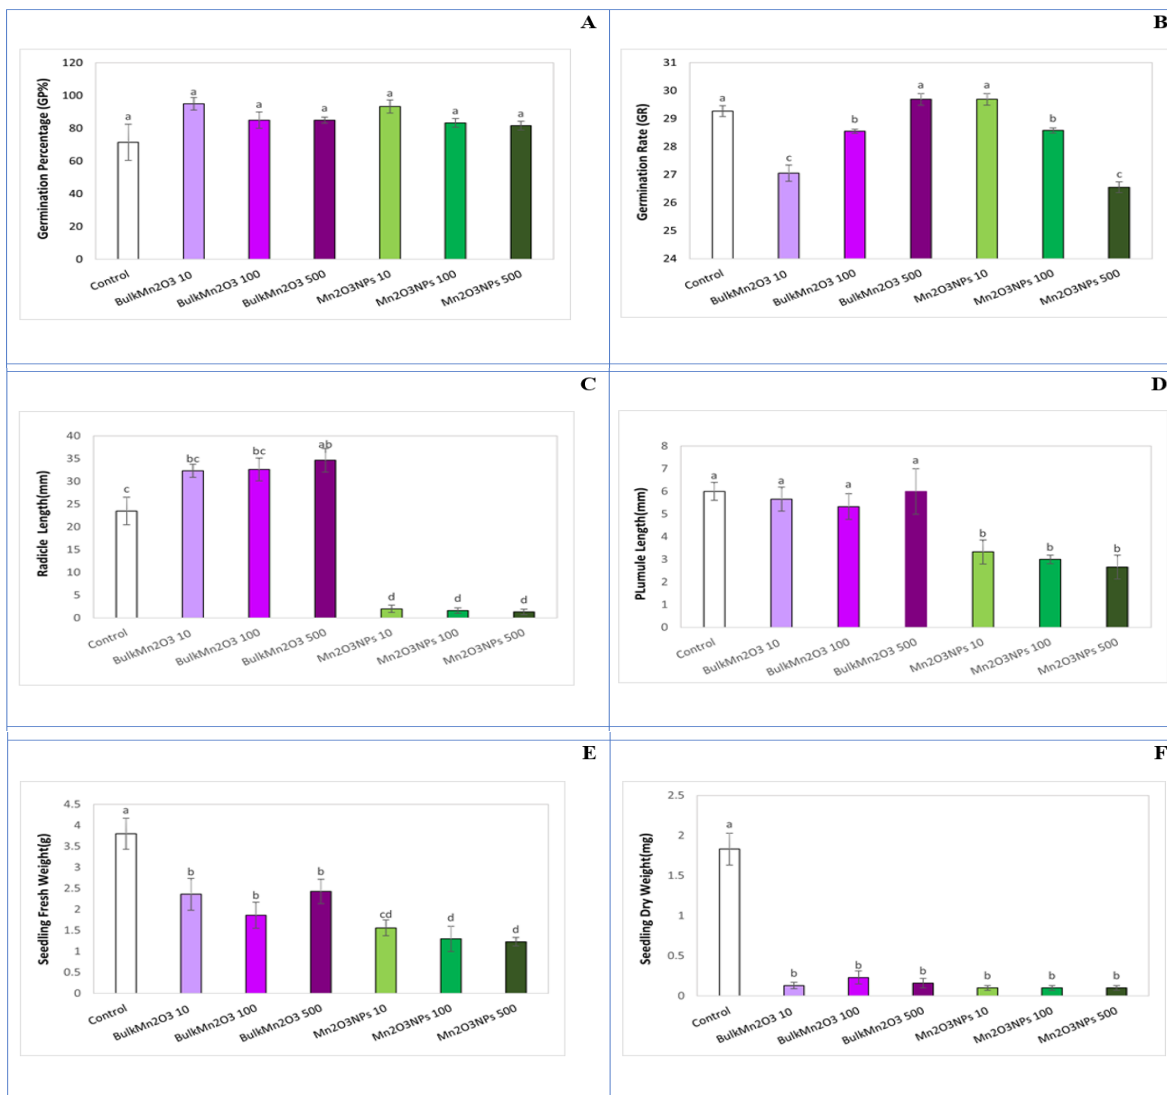 A
120
100
80
60
40
20
0
Germination Percentage (GP%)
a a a a a a a
Control BulkMn2O3 10 BulkMn2O3 100 BulkMn2O3 500 Mn2O3NPs 10 Mn2O3NPs 100 Mn2O3NPs 500
B
31
30
29
28
27
26
25
24
Germination Rate (GR)
a c b a a b c
Control BulkMn2O3 10 BulkMn2O3 100 BulkMn2O3 500 Mn2O3NPs 10 Mn2O3NPs 100 Mn2O3NPs 500
C
40
35
30
25
20
15
10
5
0
Radicle Length(mm)
c bc bc ab d d d
Control BulkMn2O3 10 BulkMn2O3 100 BulkMn2O3 500 Mn2O3NPs 10 Mn2O3NPs 100 Mn2O3NPs 500
D
8
7
6
5
4
3
2
1
0
PLumule Length(mm)
a a a a b b b
Control BulkMn2O3 10 BulkMn2O3 100 BulkMn2O3 500 Mn2O3NPs 10 Mn2O3NPs 100 Mn2O3NPs 500
E
4.5
4
3.5
3
2.5
2
1.5
1
0.5
0
Seedling Fresh Weight(g)
a b b b cd d d
Control BulkMn2O3 10 BulkMn2O3 100 BulkMn2O3 500 Mn2O3NPs 10 Mn2O3NPs 100 Mn2O3NPs 500
F
2.5
2
1.5
1
0.5
0
Seedling Dry Weight(mg)
a b b b b b b
Control BulkMn2O3 10 BulkMn2O3 100 BulkMn2O3 500 Mn2O3NPs 10 Mn2O3NPs 100 Mn2O3NPs 500